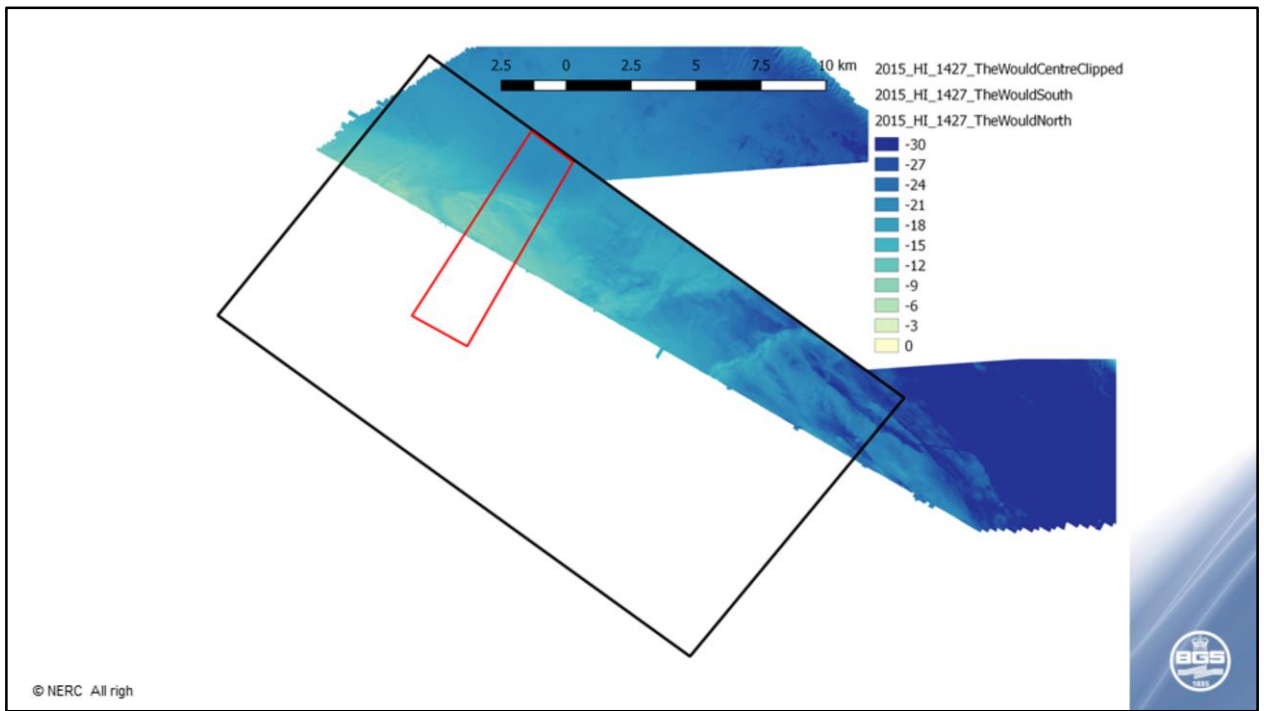 2.5 0 2.5 5 7.5 10 km
2015_HI_1427_TheWouldCentreClipped
2015_HI_1427_TheWouldSouth
2015_HI_1427_TheWouldNorth
-30
-27
-24
-21
-18
-15
-12
-9
-6
-3
0
BGS
1835
© NERC All righ